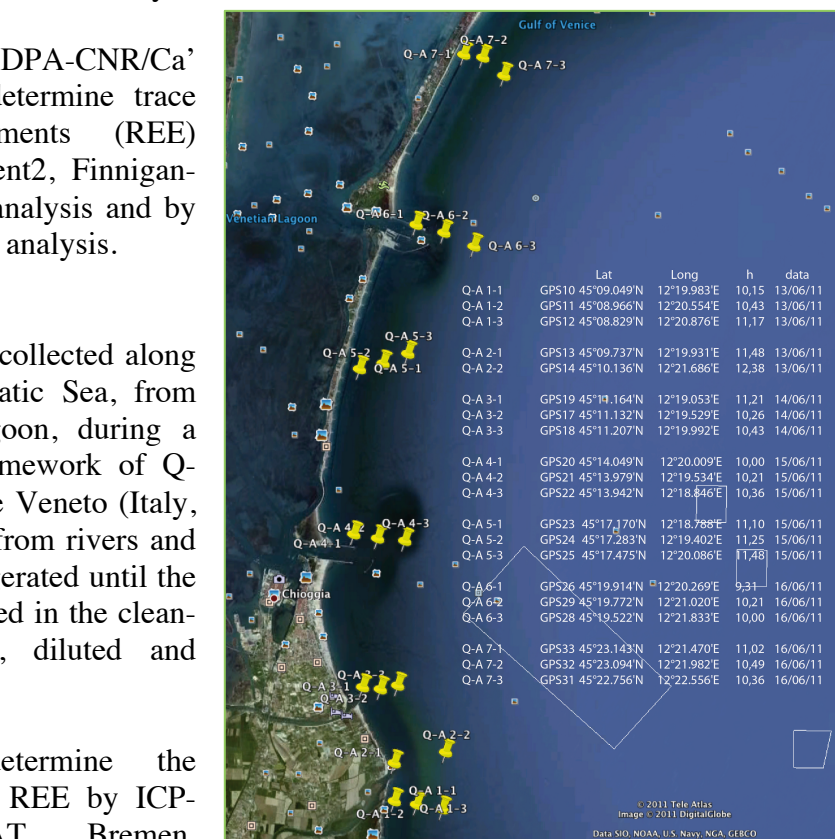 DPA-CNR/Ca'
determine trace
ments (REE)
ent2, Finnigan-
analysis and by
analysis.
collected along
atic Sea, from
goon, during a
mework of Q-
e Veneto (Italy,
from rivers and
erated until the
ed in the clean-
, diluted and
determine the
REE by ICP-
AT Bremen
Gulf of Venice
Q-A 7-1
Q-A 7-2
Q-A 7-3
Venetian Lagoon
Q-A 6-1
Q-A 6-2
Q-A 6-3
Q-A 5-3
Q-A 5-2
Q-A 5-1
Q-A 4-2
Q-A 4-3
Q-A 4-1
Chioggia
Q-A 3-3
Q-A 3-1
Q-A 3-2
Q-A 2-2
Q-A 2-1
Q-A 1-1
Q-A 1-2
Q-A 1-3
Lat Long h data
Q-A 1-1 GPS10 45°09.049'N 12°19.983'E 10,15 13/06/11
Q-A 1-2 GPS11 45°08.966'N 12°20.554'E 10,43 13/06/11
Q-A 1-3 GPS12 45°08.829'N 12°20.876'E 11,17 13/06/11
Q-A 2-1 GPS13 45°09.737'N 12°19.931'E 11,48 13/06/11
Q-A 2-2 GPS14 45°10.136'N 12°21.686'E 12,38 13/06/11
Q-A 3-1 GPS19 45°11.164'N 12°19.053'E 11,21 14/06/11
Q-A 3-2 GPS17 45°11.132'N 12°19.529'E 10,26 14/06/11
Q-A 3-3 GPS18 45°11.207'N 12°19.992'E 10,43 14/06/11
Q-A 4-1 GPS20 45°14.049'N 12°20.009'E 10,00 15/06/11
Q-A 4-2 GPS21 45°13.979'N 12°19.534'E 10,21 15/06/11
Q-A 4-3 GPS22 45°13.942'N 12°18.846'E 10,36 15/06/11
Q-A 5-1 GPS23 45°17.170'N 12°18.788'E 11,10 15/06/11
Q-A 5-2 GPS24 45°17.283'N 12°19.402'E 11,25 15/06/11
Q-A 5-3 GPS25 45°17.475'N 12°20.086'E 11,48 15/06/11
Q-A 6-1 GPS26 45°19.914'N 12°20.269'E 9,31 16/06/11
Q-A 6-2 GPS29 45°19.772'N 12°21.020'E 10,21 16/06/11
Q-A 6-3 GPS28 45°19.522'N 12°21.833'E 10,00 16/06/11
Q-A 7-1 GPS33 45°23.143'N 12°21.470'E 11,02 16/06/11
Q-A 7-2 GPS32 45°23.094'N 12°21.982'E 10,49 16/06/11
Q-A 7-3 GPS31 45°22.756'N 12°22.556'E 10,36 16/06/11
© 2011 Tele Atlas
Image © 2011 DigitalGlobe
Data SIO, NOAA, U.S. Navy, NGA, GEBCO